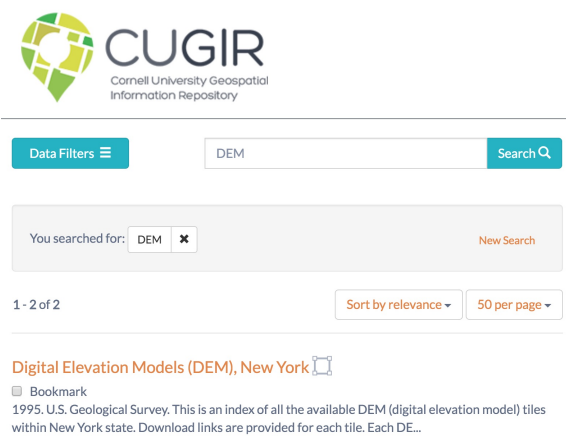 CUGIR
Cornell University Geospatial
Information Repository
Data Filters
DEM
Search
You searched for: DEM ✖
New Search
1 - 2 of 2
Sort by relevance
50 per page
Digital Elevation Models (DEM), New York
Bookmark
1995. U.S. Geological Survey. This is an index of all the available DEM (digital elevation model) tiles
within New York state. Download links are provided for each tile. Each DE...